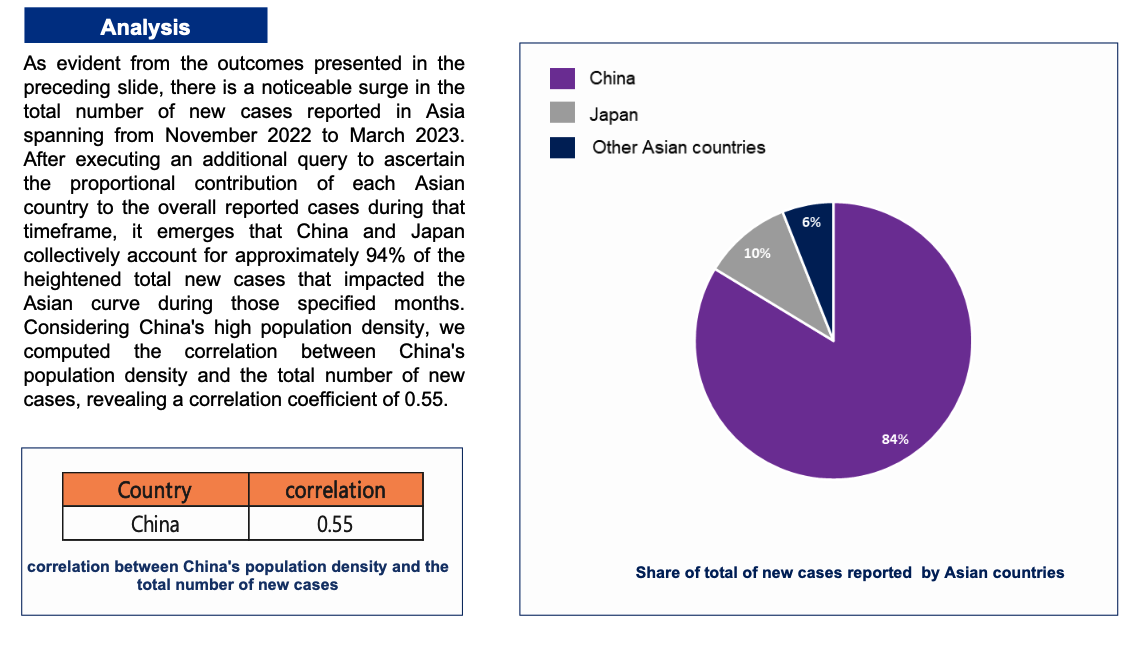 Analysis
As evident from the outcomes presented in the
preceding slide, there is a noticeable surge in the
total number of new cases reported in Asia
spanning from November 2022 to March 2023.
After executing an additional query to ascertain
the proportional contribution of each Asian
country to the overall reported cases during that
timeframe, it emerges that China and Japan
collectively account for approximately 94% of the
heightened total new cases that impacted the
Asian curve during those specified months.
Considering China's high population density, we
computed the correlation between China's
population density and the total number of new
cases, revealing a correlation coefficient of 0.55.
Country correlation
China 0.55
correlation between China's population density and the
total number of new cases
China
Japan
Other Asian countries
6%
10%
84%
Share of total of new cases reported by Asian countries